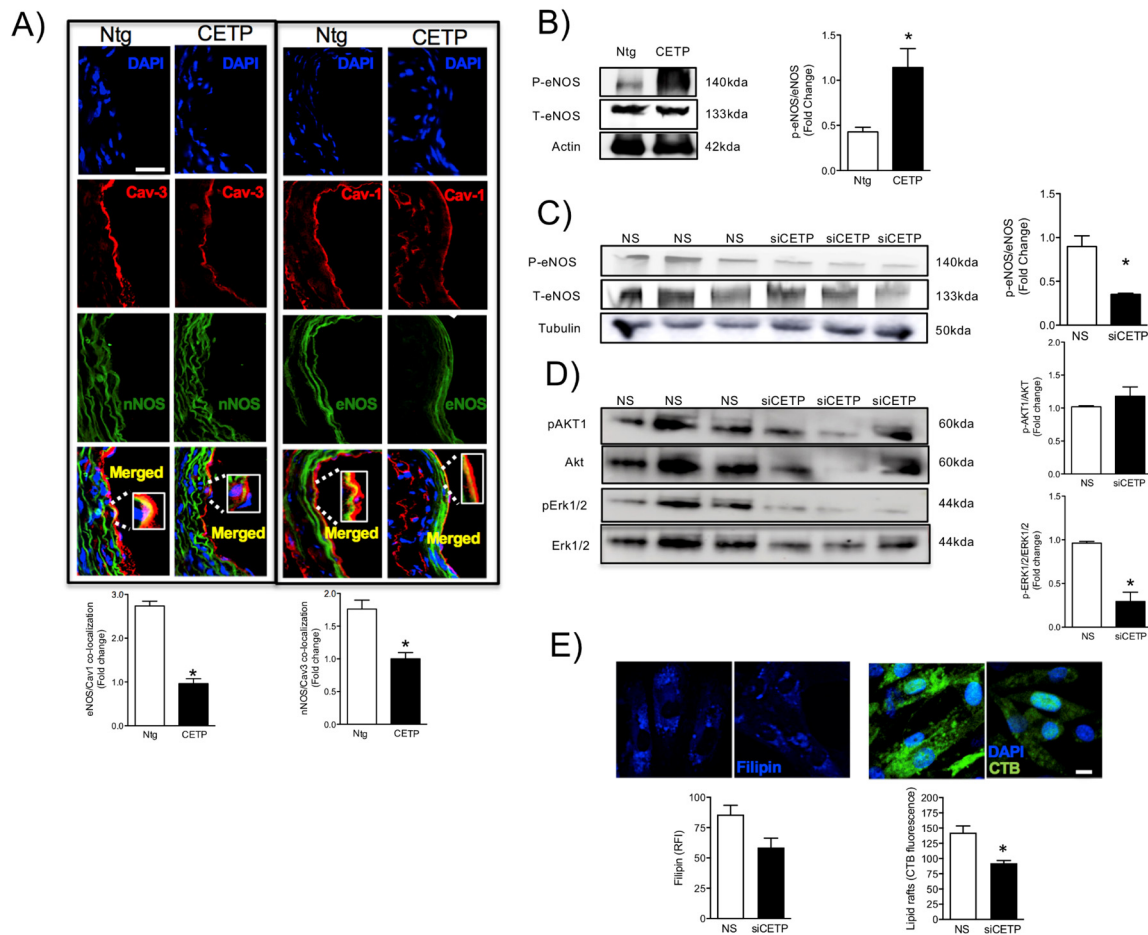 A)
Ntg CETP Ntg CETP
DAPI DAPI DAPI DAPI
Cav-3 Cav-3 Cav-1 Cav-1
nNOS nNOS eNOS eNOS
Merged Merged Merged Merged
eNOS/Cav1 co-localization
(Fold change)
3.0
2.0
1.0
0.0
*
Ntg CETP
nNOS/Cav3 co-localization
(Fold change)
2.0
1.5
1.0
0.5
0.0
*
Ntg CETP
B)
Ntg CETP
P-eNOS 140kda
T-eNOS 133kda
Actin 42kda
p-eNOS/eNOS
(Fold Change)
1.5
1.0
0.5
0.0
*
Ntg CETP
C)
NS NS NS siCETP siCETP siCETP
P-eNOS 140kda
T-eNOS 133kda
Tubulin 50kda
p-eNOS/eNOS
(Fold Change)
1.5
1.0
0.5
0.0
*
NS siCETP
D)
NS NS NS siCETP siCETP siCETP
pAKT1 60kda
Akt 60kda
pErk1/2 44kda
Erk1/2 44kda
p-AKT1/AKT
(Fold change)
2.0
1.5
1.0
0.5
0.0
NS siCETP
p-ERK1/2/ERK1/2
(Fold change)
1.5
1.0
0.5
0.0
*
NS siCETP
E)
Filipin
DAPI
CTB
Filipin (RFI)
100
75
50
25
0
NS siCETP
Lipid rafts (CTB fluorescence)
200
175
150
125
100
75
50
25
0
*
NS siCETP